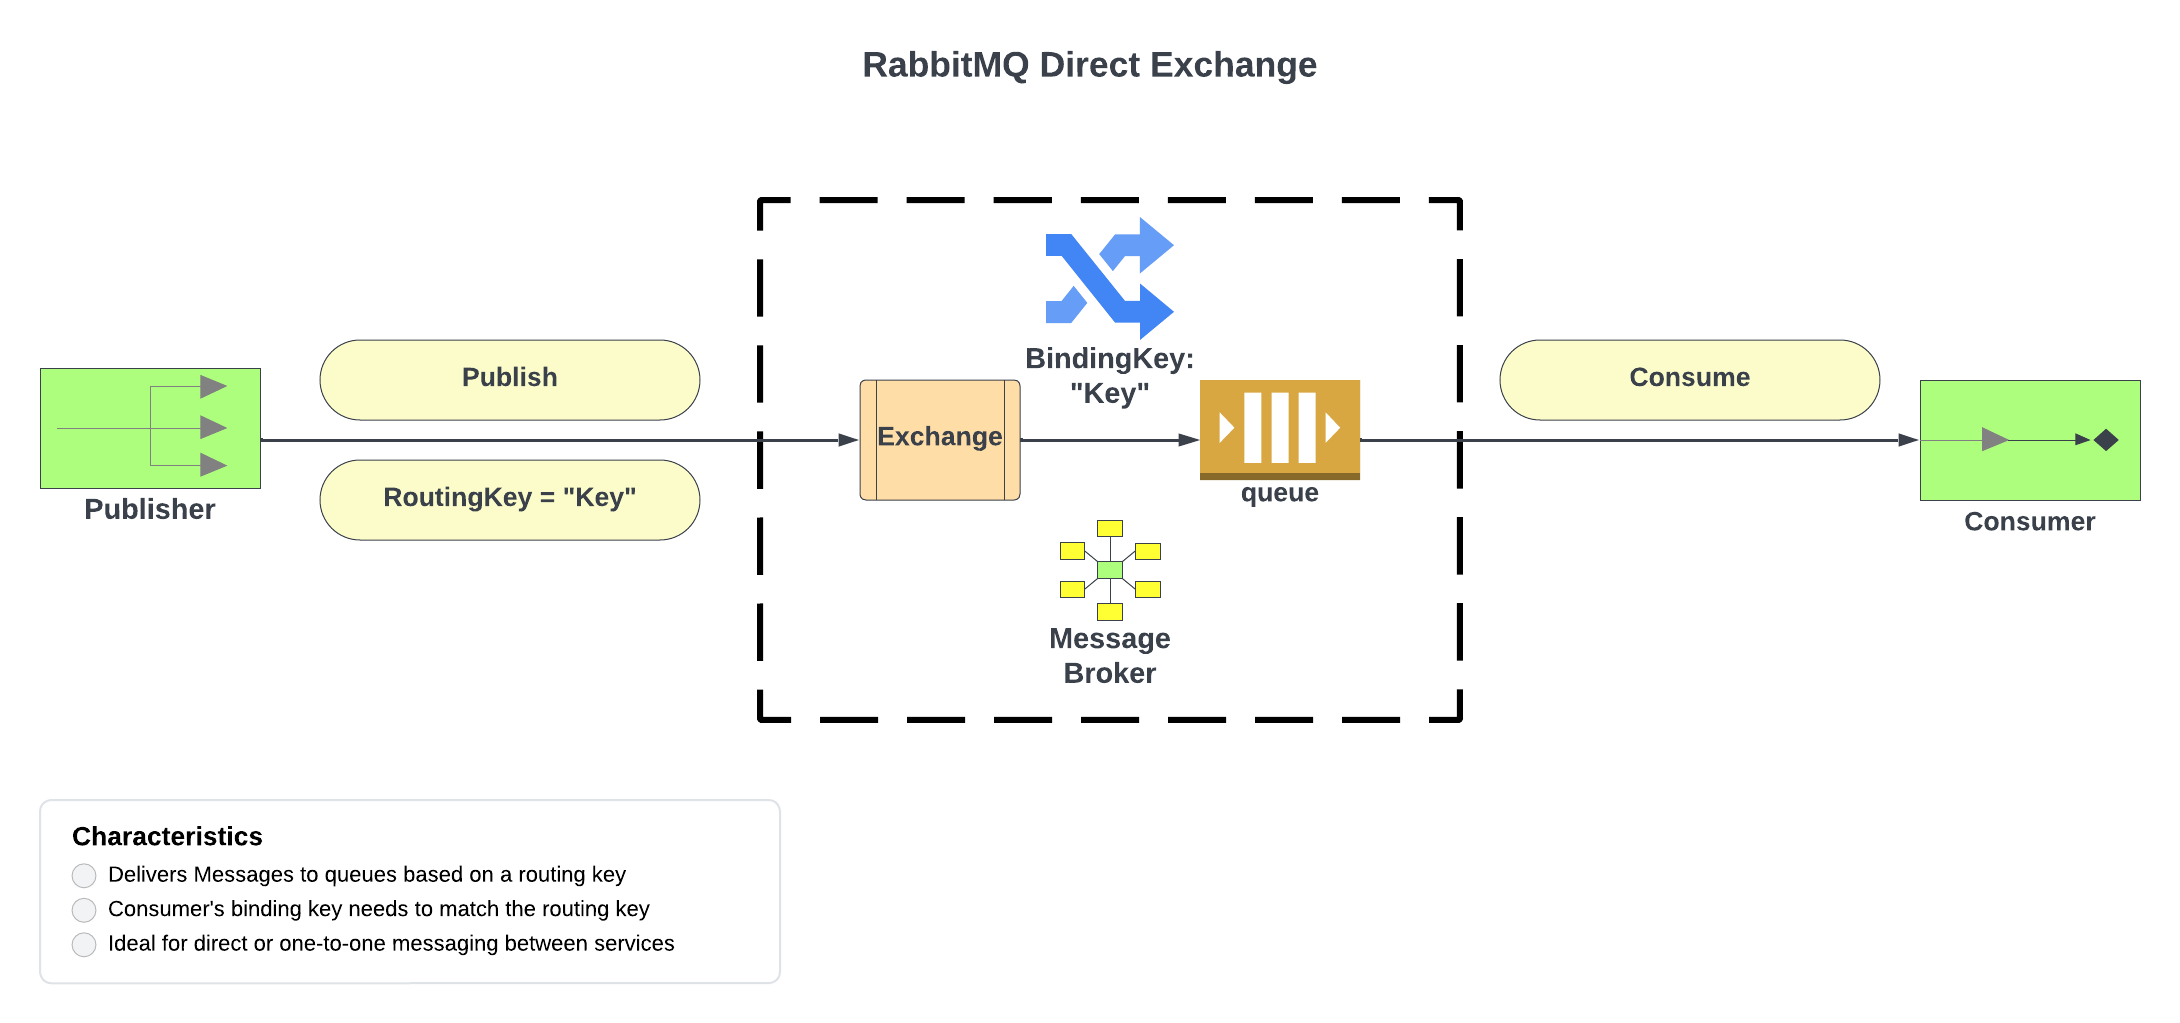 RabbitMQ Direct Exchange
Publish
RoutingKey = "Key"
Publisher
BindingKey:
"Key"
Exchange
queue
Message
Broker
Consume
Consumer
Characteristics
Delivers Messages to queues based on a routing key
Consumer's binding key needs to match the routing key
Ideal for direct or one-to-one messaging between services